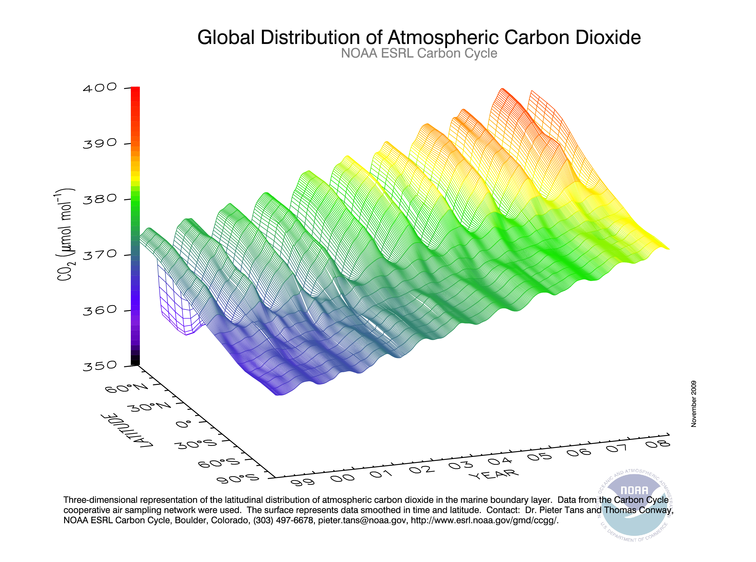 Global Distribution of Atmospheric Carbon Dioxide
NOAA ESRL Carbon Cycle
400
390
380
370
360
350
CO₂ (μmol mol⁻¹)
60°N
30°N
0°
30°S
60°S
90°S
LATITUDE
99
00
01
02
03
04
05
06
07
08
YEAR
November 2009
NOAA
Three-dimensional representation of the latitudinal distribution of atmospheric carbon dioxide in the marine boundary layer. Data from the Carbon Cycle
cooperative air sampling network were used. The surface represents data smoothed in time and latitude. Contact: Dr. Pieter Tans and Thomas Conway,
NOAA ESRL Carbon Cycle, Boulder, Colorado, (303) 497-6678, pieter.tans@noaa.gov, http://www.esrl.noaa.gov/gmd/ccgg/.